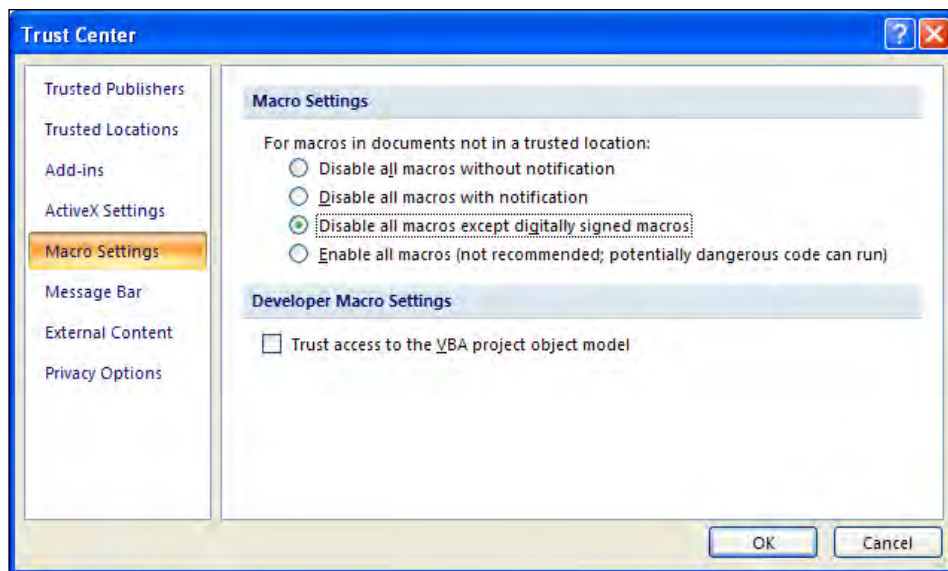 Trust Center
Trusted Publishers
Trusted Locations
Add-ins
ActiveX Settings
Macro Settings
Message Bar
External Content
Privacy Options
Macro Settings
For macros in documents not in a trusted location:
Disable all macros without notification
Disable all macros with notification
Disable all macros except digitally signed macros
Enable all macros (not recommended; potentially dangerous code can run)
Developer Macro Settings
Trust access to the VBA project object model
OK
Cancel